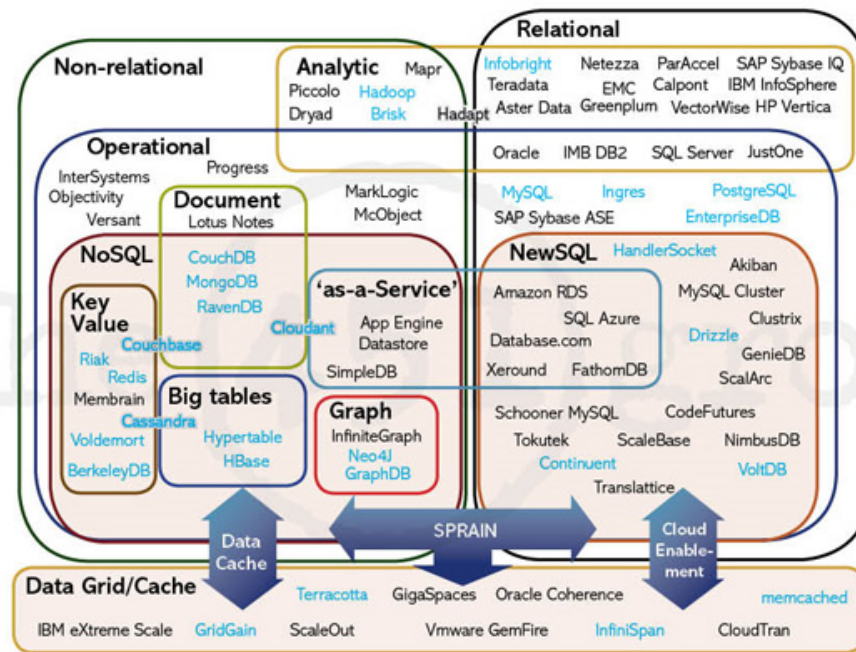 Relational
Non-relational
Analytic
Mapr
Piccolo
Hadoop
Dryad
Brisk
Hadapt
Infobright
Netezza
ParAccel
SAP Sybase IQ
Teradata
EMC
Calpont
IBM InfoSphere
Aster Data
Greenplum
VectorWise
HP Vertica
Operational
Oracle
IMB DB2
SQL Server
JustOne
InterSystems
Progress
Objectivity
Versant
Document
Lotus Notes
MarkLogic
McObject
MySQL
Ingres
PostgreSQL
SAP Sybase ASE
EnterpriseDB
NoSQL
CouchDB
MongoDB
RavenDB
Key
Value
Couchbase
Riak
Redis
Membrain
Cassandra
Voldemort
BerkeleyDB
Cloudant
'as-a-Service'
App Engine
Datastore
SimpleDB
Big tables
Hypertable
HBase
Graph
InfiniteGraph
Neo4J
GraphDB
NewSQL
HandlerSocket
Akiban
Amazon RDS
MySQL Cluster
SQL Azure
Clustrix
Database.com
Drizzle
GenieDB
Xeround
FathomDB
ScalArc
Schooner MySQL
CodeFutures
Tokutek
ScaleBase
NimbusDB
Continuent
VoltDB
Translattice
Data
Cache
SPRAIN
Cloud
Enable-
ment
Data Grid/Cache
Terracotta
GigaSpaces
Oracle Coherence
memcached
IBM eXtreme Scale
GridGain
ScaleOut
Vmware GemFire
InfiniSpan
CloudTran